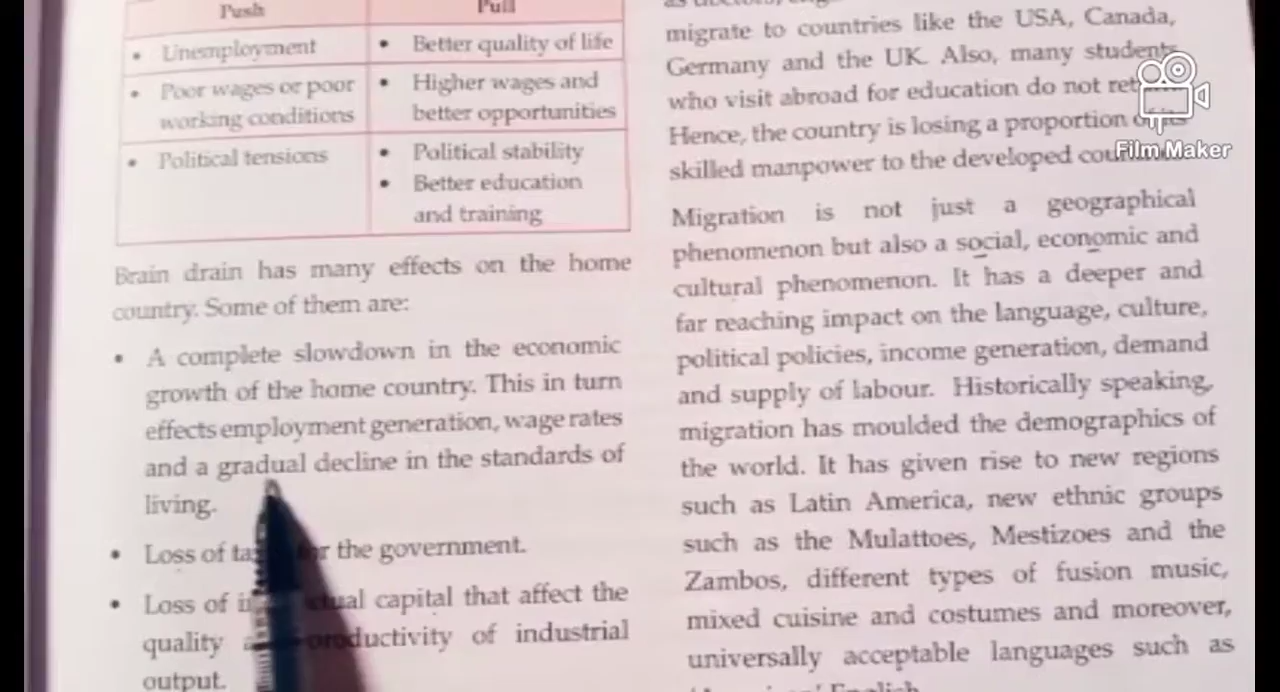 Push Pull
• Unemployment • Better quality of life
• Poor wages or poor • Higher wages and
working conditions better opportunities
• Political tensions • Political stability
• Better education
and training
Brain drain has many effects on the home
country. Some of them are:
• A complete slowdown in the economic
growth of the home country. This in turn
effects employment generation, wage rates
and a gradual decline in the standards of
living.
• Loss of for the government.
• Loss of capital that affect the
quality productivity of industrial
output.
migrate to countries like the USA, Canada,
Germany and the UK. Also, many students
who visit abroad for education do not
Hence, the country is losing a proportion of its
skilled manpower to the developed
Migration is not just a geographical
phenomenon but also a social, economic and
cultural phenomenon. It has a deeper and
far reaching impact on the language, culture,
political policies, income generation, demand
and supply of labour. Historically speaking,
migration has moulded the demographics of
the world. It has given rise to new regions
such as Latin America, new ethnic groups
such as the Mulattoes, Mestizoes and the
Zambos, different types of fusion music,
mixed cuisine and costumes and moreover,
universally acceptable languages such as
English
Film Maker